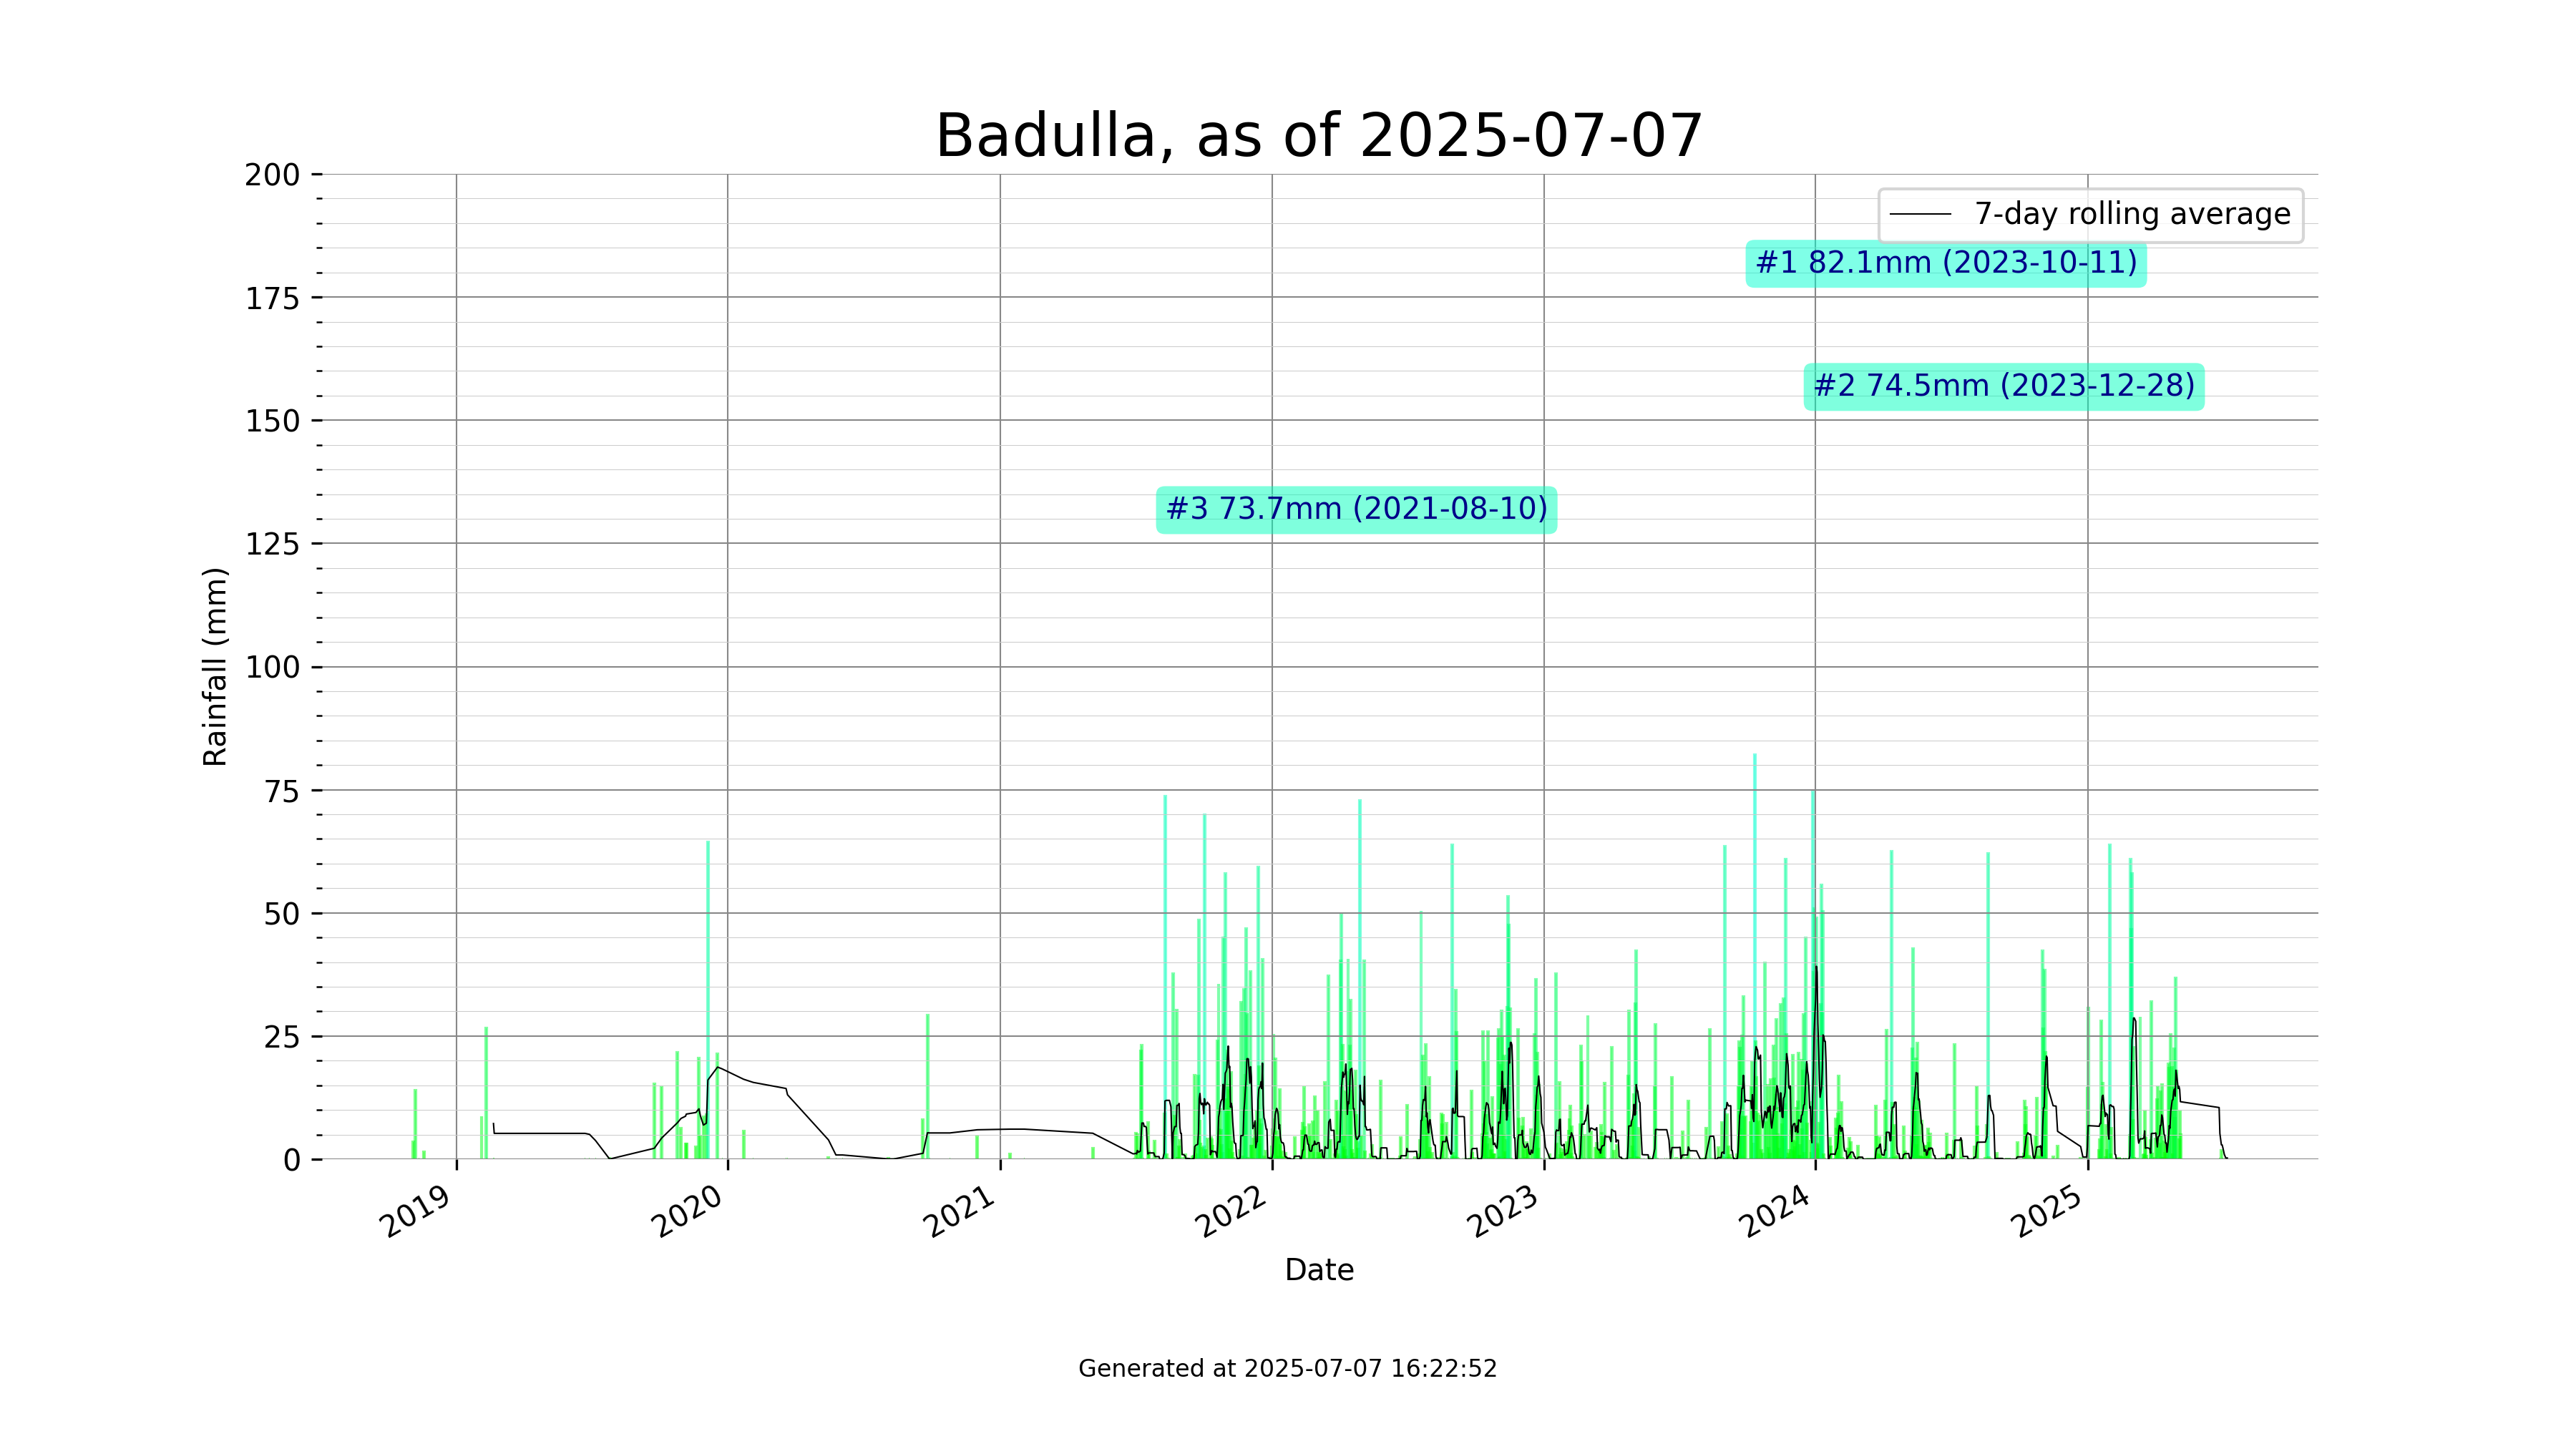 Badulla, as of 2025-07-07
200
175
150
125
100
75
50
25
0
Rainfall (mm)
7-day rolling average
#1 82.1mm (2023-10-11)
#2 74.5mm (2023-12-28)
#3 73.7mm (2021-08-10)
2019
2020
2021
2022
2023
2024
2025
Date
Generated at 2025-07-07 16:22:52